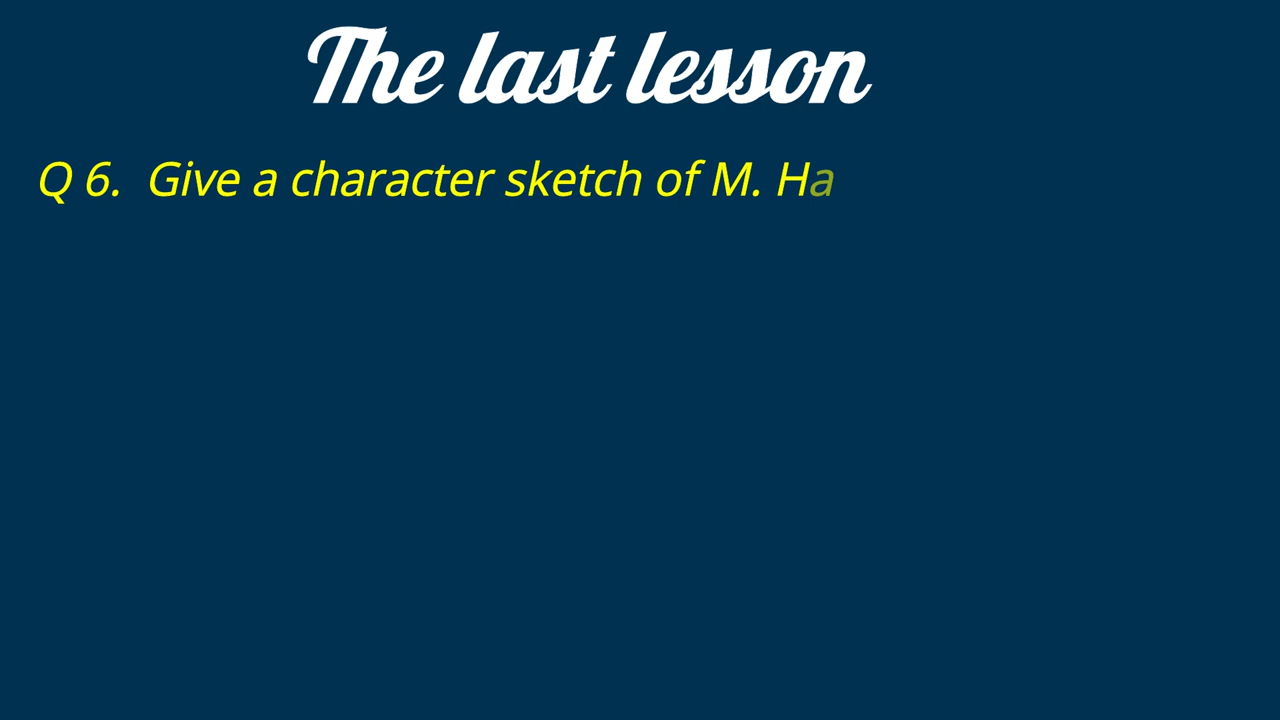 The last lesson
Q 6. Give a character sketch of M. Ha